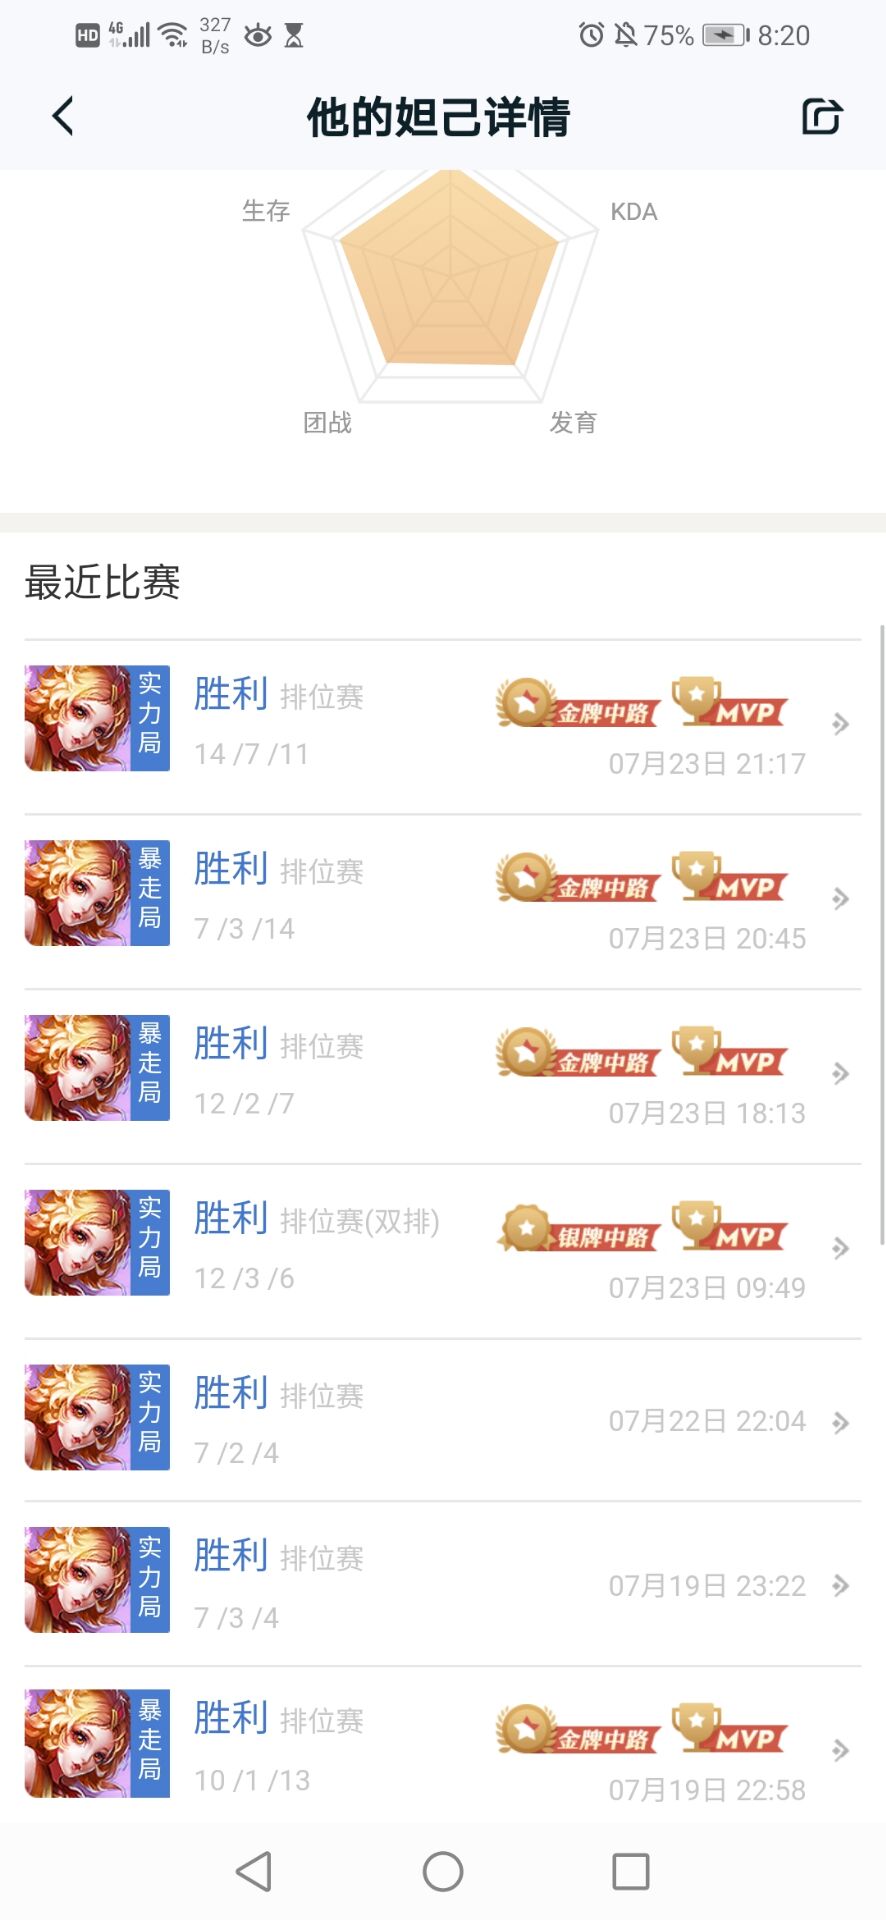 HD 4G 327 B/s 75% 8:20
他的妲己详情
生存 KDA
团战 发育
最近比赛
实力局 胜利 排位赛 金牌中路 MVP
14 /7 /11 07月23日 21:17
暴走局 胜利 排位赛 金牌中路 MVP
7 /3 /14 07月23日 20:45
暴走局 胜利 排位赛 金牌中路 MVP
12 /2 /7 07月23日 18:13
实力局 胜利 排位赛(双排) 银牌中路 MVP
12 /3 /6 07月23日 09:49
实力局 胜利 排位赛
7 /2 /4 07月22日 22:04
实力局 胜利 排位赛
7 /3 /4 07月19日 23:22
暴走局 胜利 排位赛 金牌中路 MVP
10 /1 /13 07月19日 22:58